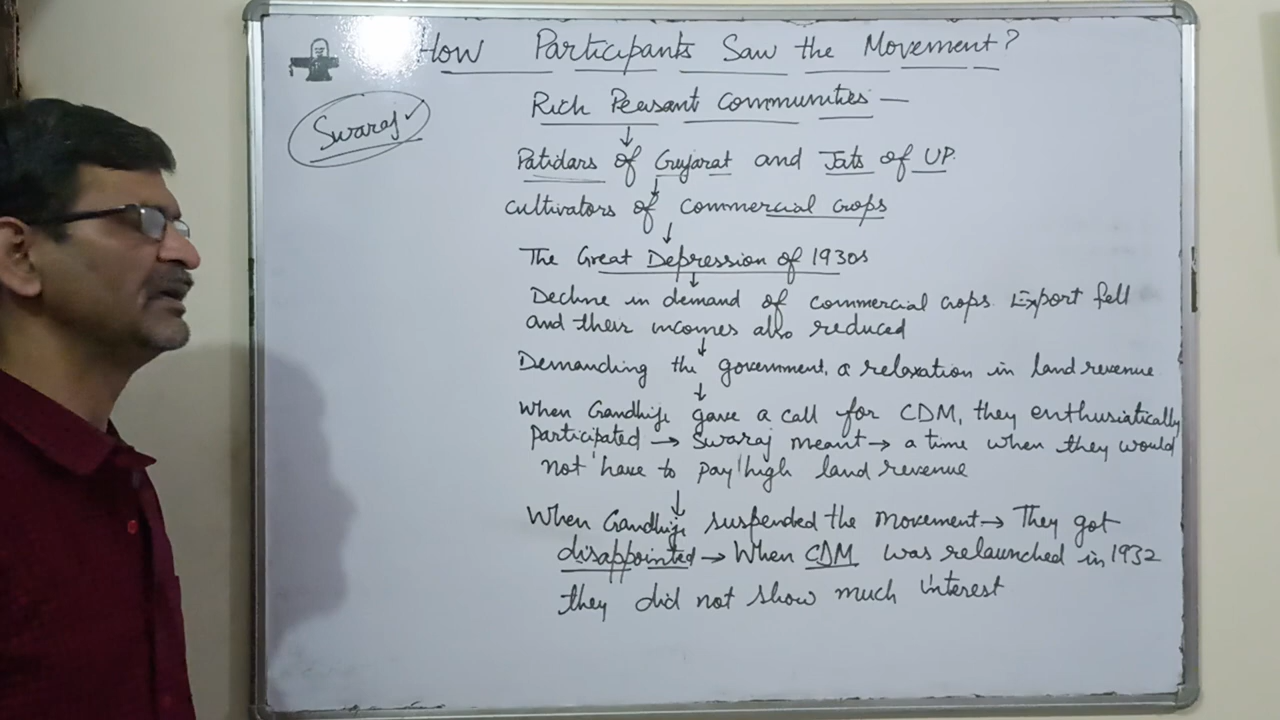 How Participants Saw the Movement?
Swaraj ✓
Rich Peasant Communities —
↓
Patidars of Gujarat and Jats of UP.
↓
cultivators of commercial crops
↓
The Great Depression of 1930s
↓
Decline in demand of commercial crops Export fell
and their incomes also reduced
↓
Demanding the government, a relaxation in land revenue
↓
When Gandhiji gave a call for CDM, they enthusiatically
participated → Swaraj meant → a time when they would
not have to pay high land revenue
↓
When Gandhiji suspended the movement → They got
disappointed → When CDM was relaunched in 1932
they did not show much interest